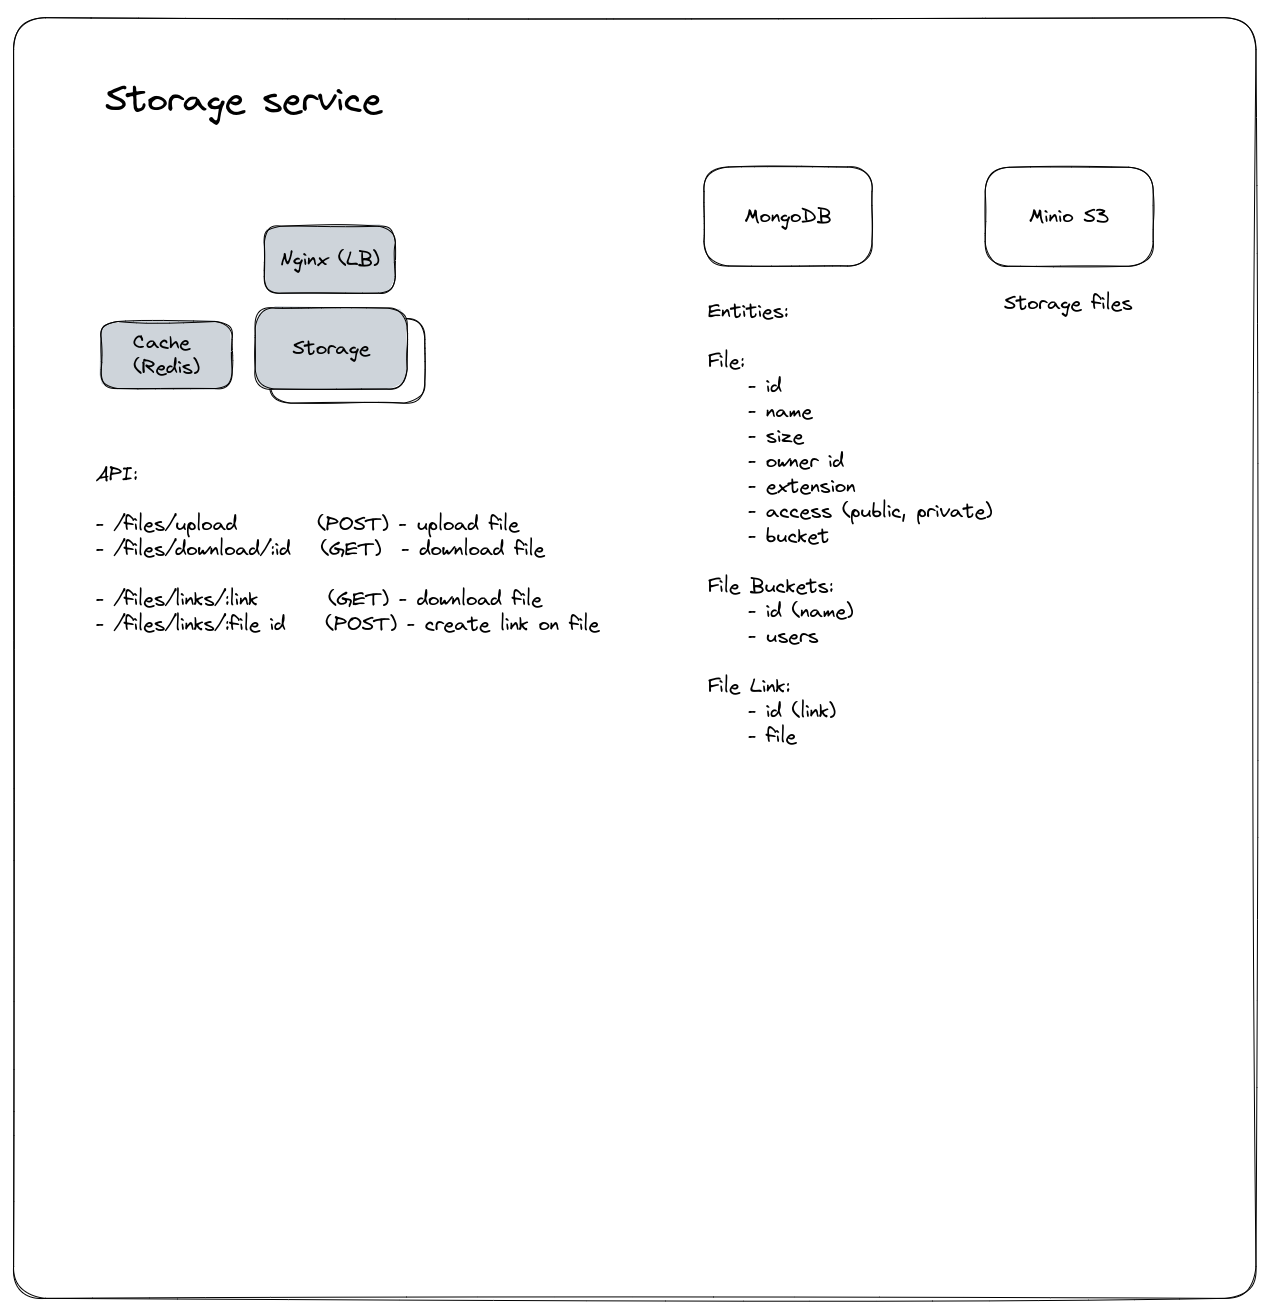 Storage service
Nginx (LB)
Cache
(Redis)
Storage
API:
- /files/upload (POST) - upload file
- /files/download/:id (GET) - download file
- /files/links/:link (GET) - download file
- /files/links/:file id (POST) - create link on file
MongoDB
Minio S3
Storage files
Entities:
File:
- id
- name
- size
- owner id
- extension
- access (public, private)
- bucket
File Buckets:
- id (name)
- users
File Link:
- id (link)
- file